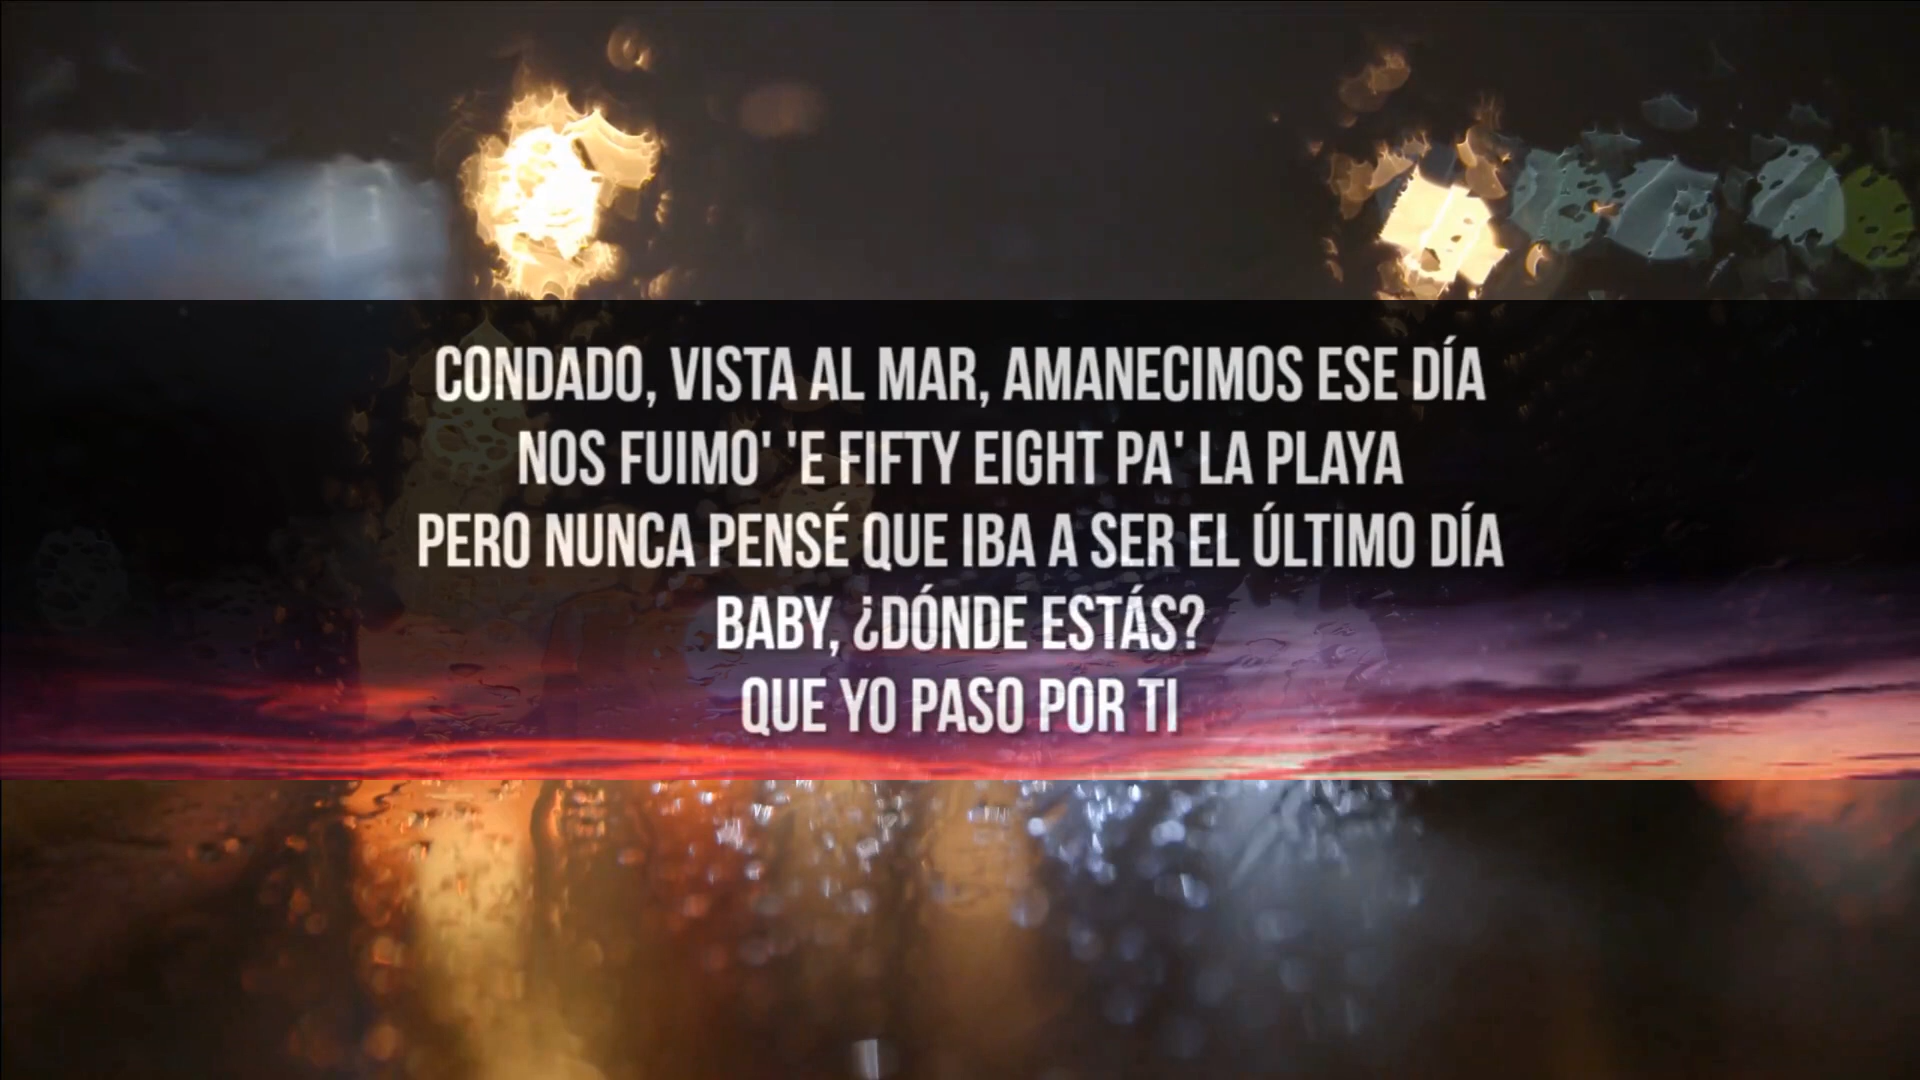 CONDADO, VISTA AL MAR, AMANECIMOS ESE DÍA
NOS FUIMO' 'E FIFTY EIGHT PA' LA PLAYA
PERO NUNCA PENSÉ QUE IBA A SER EL ÚLTIMO DÍA
BABY, ¿DÓNDE ESTÁS?
QUE YO PASO POR TI